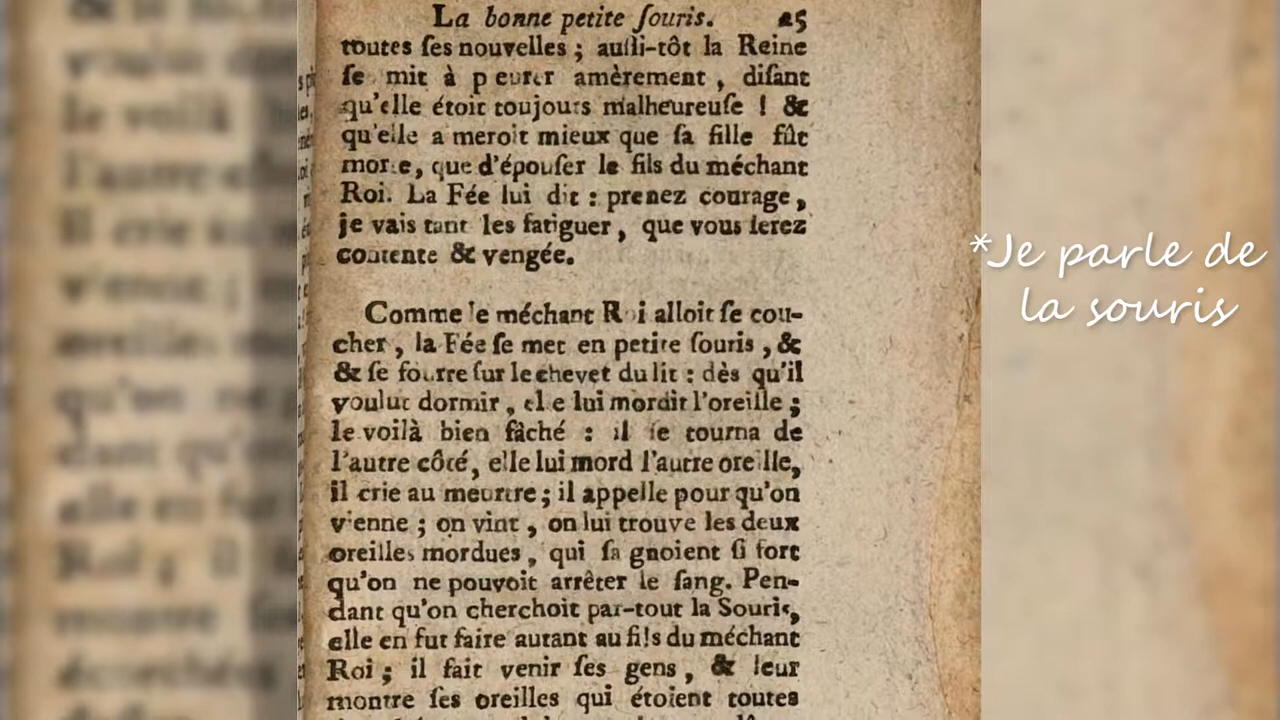 La bonne petite ſouris. 25
toutes ſes nouvelles ; auſſi-tôt la Reine
ſe mit à p eurer amèrement , diſant
qu'elle étoit toujours malheureuſe ! &
qu'elle a meroit mieux que ſa fille fût
morte, que d'épouſer le fils du méchant
Roi. La Fée lui dit : prenez courage ,
je vais tant les fatiguer , que vous ſerez
contente & vengée.
Comme le méchant Roi alloit ſe cou-
cher , la Fée ſe met en petite ſouris , &
& ſe fourre ſur le chevet du lit : dès qu'il
voulut dormir , elle lui mordit l'oreille ;
le voilà bien fâché : il ſe tourna de
l'autre côté, elle lui mord l'autre oreille,
il crie au meurtre ; il appelle pour qu'on
vienne ; on vint , on lui trouve les deux
oreilles mordues , qui ſa gnoient ſi fort
qu'on ne pouvoit arrêter le ſang. Pen-
dant qu'on cherchoit par-tout la Souris,
elle en fut faire autant au fils du méchant
Roi ; il fait venir ſes gens , & leur
montre ſes oreilles qui étoient toutes
*Je parle de
la souris